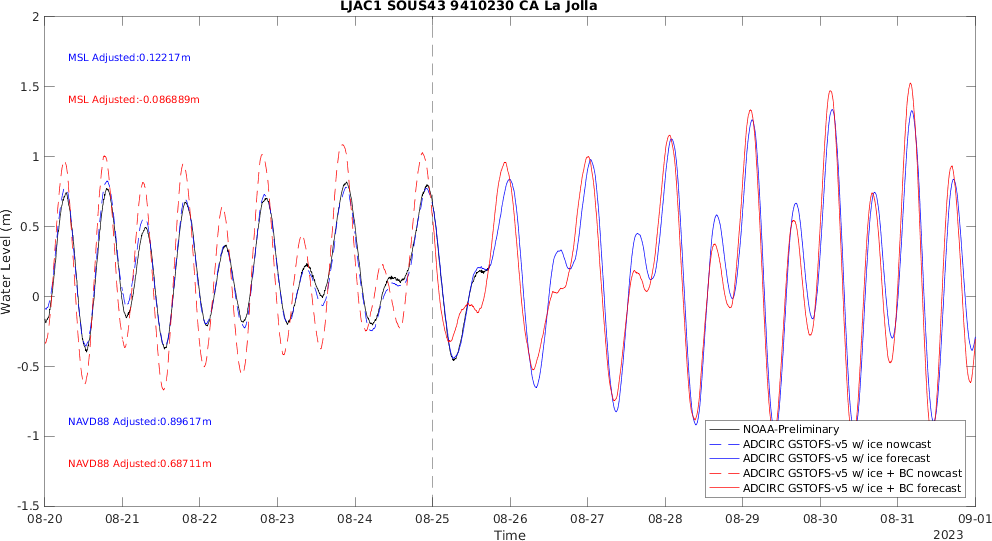 LJAC1 SOUS43 9410230 CA La Jolla
2
MSL Adjusted:0.12217m
1.5
MSL Adjusted:-0.086889m
1
0.5
Water Level (m)
0
-0.5
NAVD88 Adjusted:0.89617m
-1
NAVD88 Adjusted:0.68711m
-1.5
NOAA-Preliminary
ADCIRC GSTOFS-v5 w/ ice nowcast
ADCIRC GSTOFS-v5 w/ ice forecast
ADCIRC GSTOFS-v5 w/ ice + BC nowcast
ADCIRC GSTOFS-v5 w/ ice + BC forecast
08-20 08-21 08-22 08-23 08-24 08-25 08-26 08-27 08-28 08-29 08-30 08-31 09-01
Time
2023